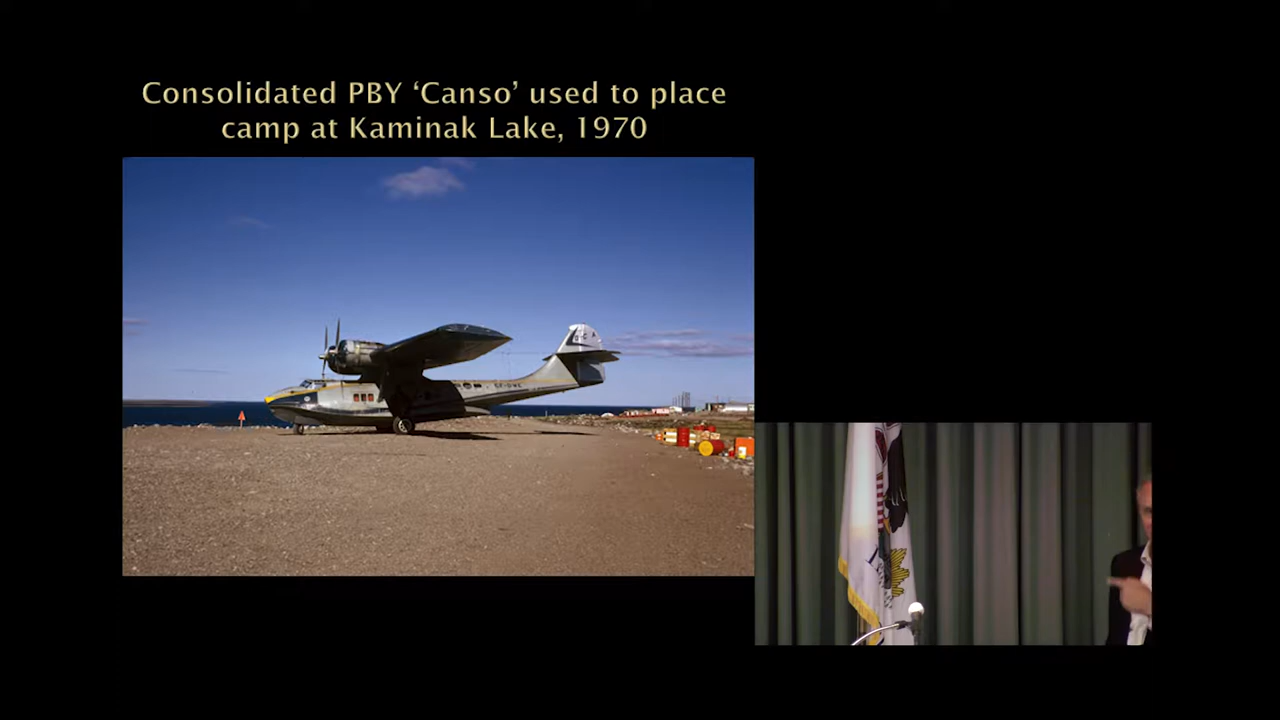 Consolidated PBY ‘Canso’ used to place
camp at Kaminak Lake, 1970